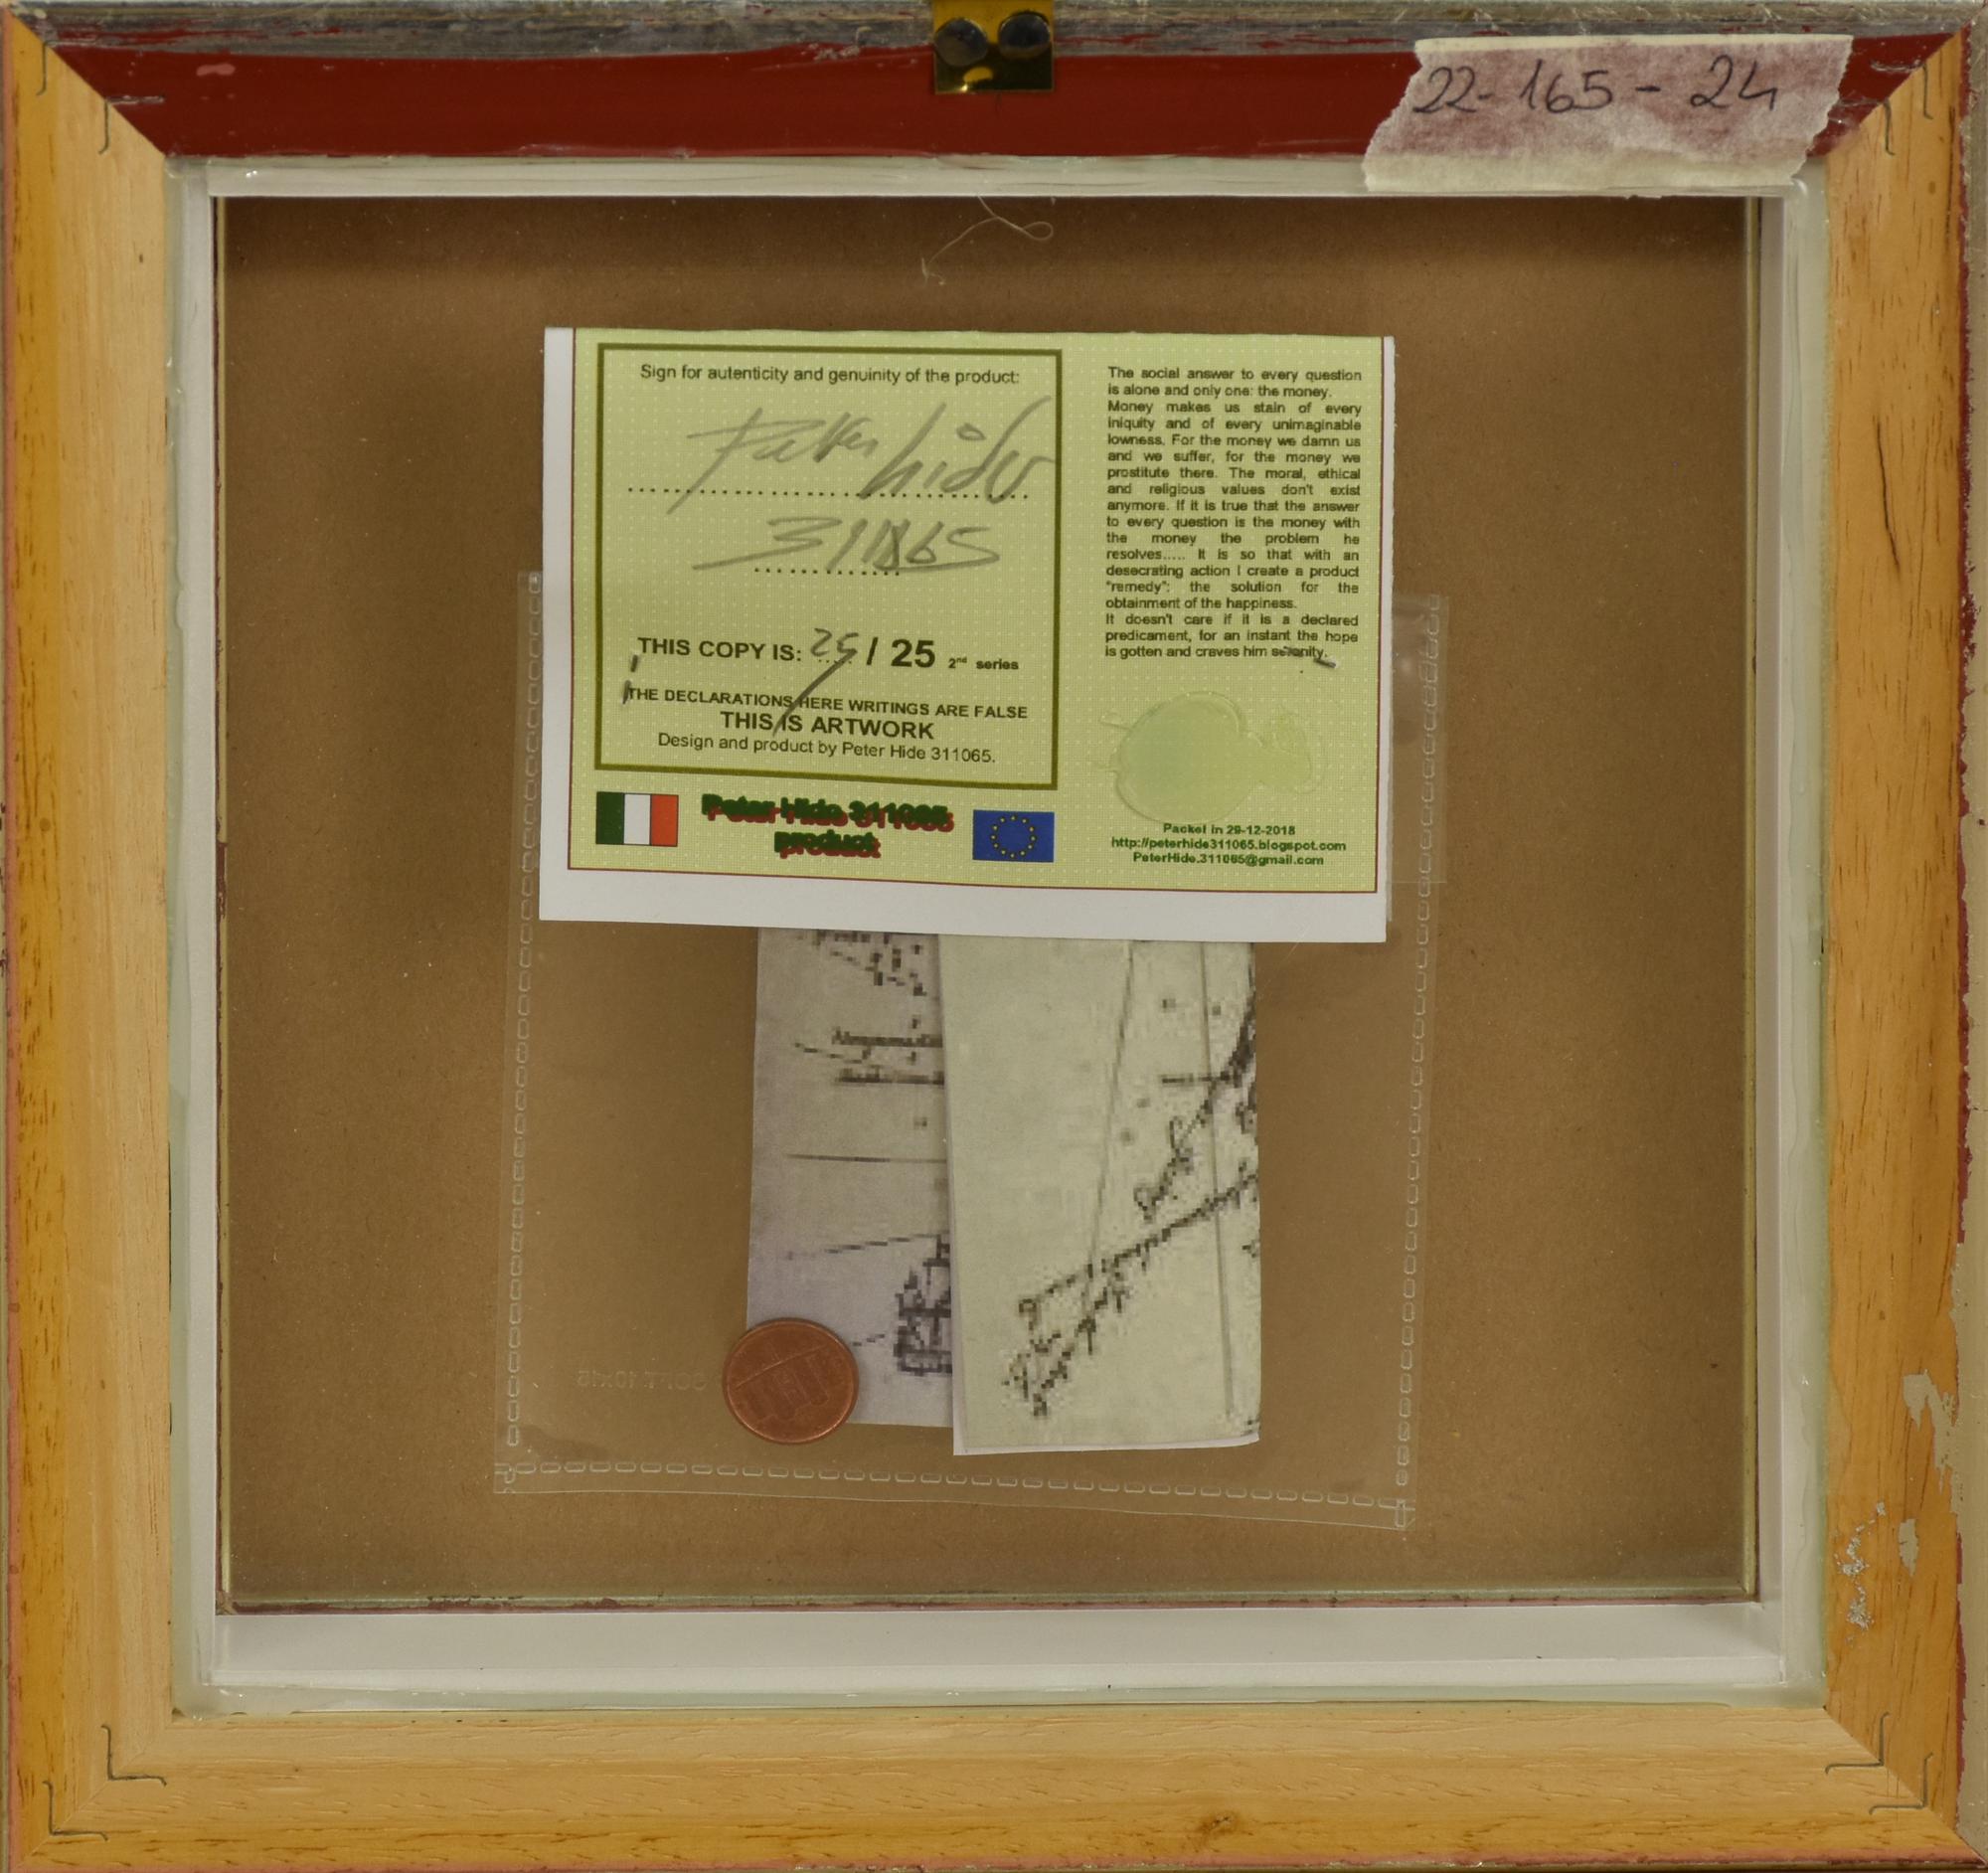 22-165-24
Sign for autenticity and genuinity of the product:
Peter hide
311065
THIS COPY IS: 25/ 25 2nd series
THE DECLARATIONS HERE WRITINGS ARE FALSE
THIS IS ARTWORK
Design and product by Peter Hide 311065.
Peter Hide 311065
product
The social answer to every question
is alone and only one: the money.
Money makes us stain of every
iniquity and of every unimaginable
lowness. For the money we damn us
and we suffer, for the money we
prostitute there. The moral, ethical
and religious values don't exist
anymore. If it is true that the answer
to every question is the money with
the money the problem he
resolves..... It is so that with an
desecrating action I create a product
"remedy": the solution for the
obtainment of the happiness.
It doesn't care if it is a declared
predicament, for an instant the hope
is gotten and craves him serenity.
Packet in 29-12-2018
http://peterhide311065.blogspot.com
PeterHide.311065@gmail.com